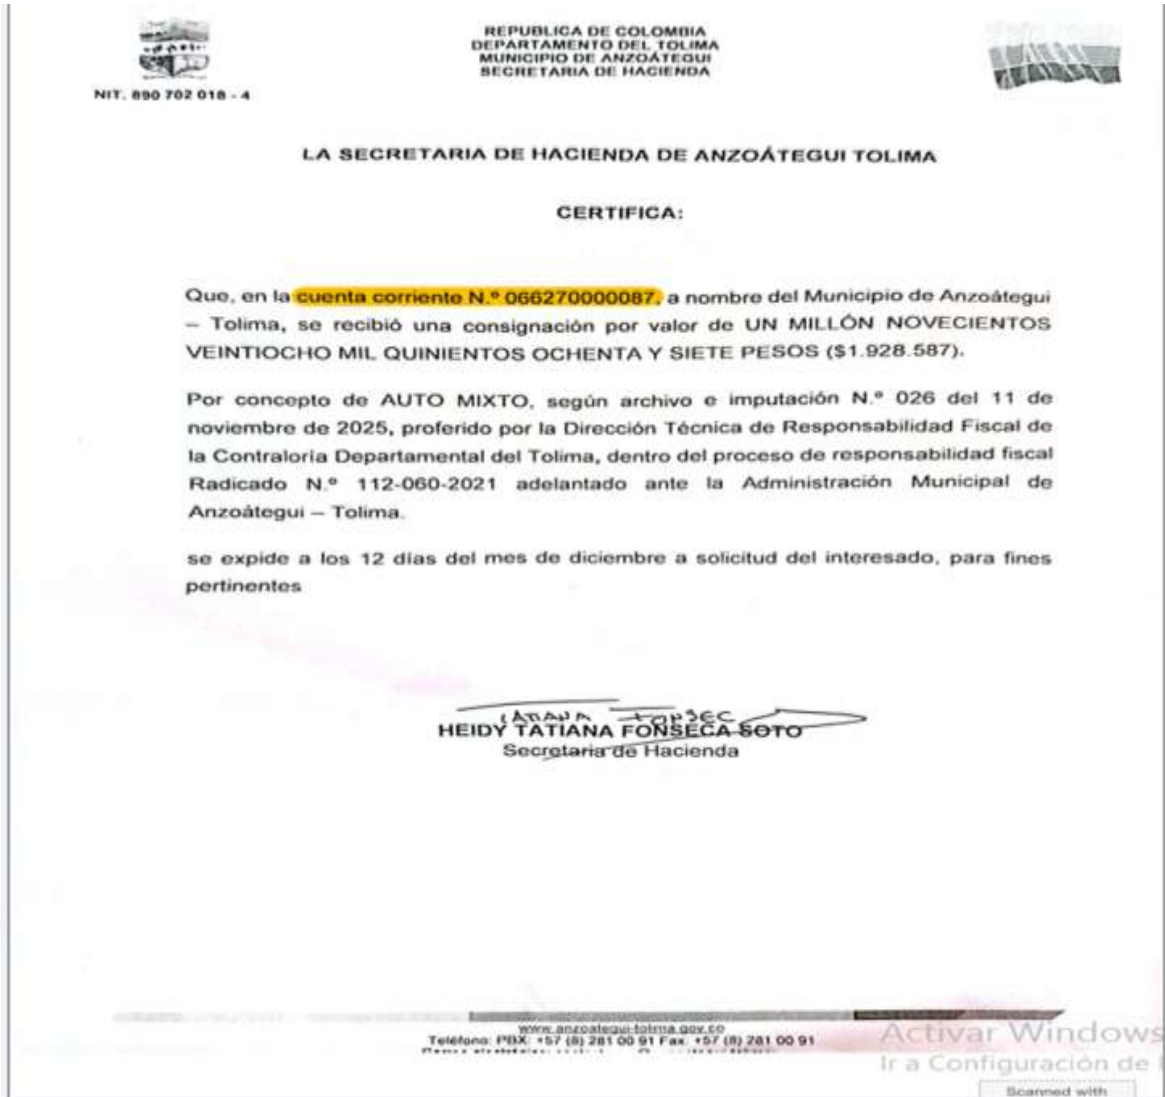 REPUBLICA DE COLOMBIA
DEPARTAMENTO DEL TOLIMA
MUNICIPIO DE ANZOÁTEGUI
SECRETARIA DE HACIENDA
NIT. 890 702 018 - 4
LA SECRETARIA DE HACIENDA DE ANZOÁTEGUI TOLIMA
CERTIFICA:
Que, en la cuenta corriente N.º 066270000087, a nombre del Municipio de Anzoátegui
– Tolima, se recibió una consignación por valor de UN MILLÓN NOVECIENTOS
VEINTIOCHO MIL QUINIENTOS OCHENTA Y SIETE PESOS ($1.928.587).
Por concepto de AUTO MIXTO, según archivo e imputación N.º 026 del 11 de
noviembre de 2025, proferido por la Dirección Técnica de Responsabilidad Fiscal de
la Contraloría Departamental del Tolima, dentro del proceso de responsabilidad fiscal
Radicado N.º 112-060-2021 adelantado ante la Administración Municipal de
Anzoátegui – Tolima.
se expide a los 12 días del mes de diciembre a solicitud del interesado, para fines
pertinentes
HEIDY TATIANA FONSECA SOTO
Secretaria de Hacienda
www.anzoategui-tolima.gov.co
Teléfono: PBX: +57 (8) 281 00 91 Fax: +57 (8) 281 00 91
Activar Windows
Ir a Configuración de
Scanned with